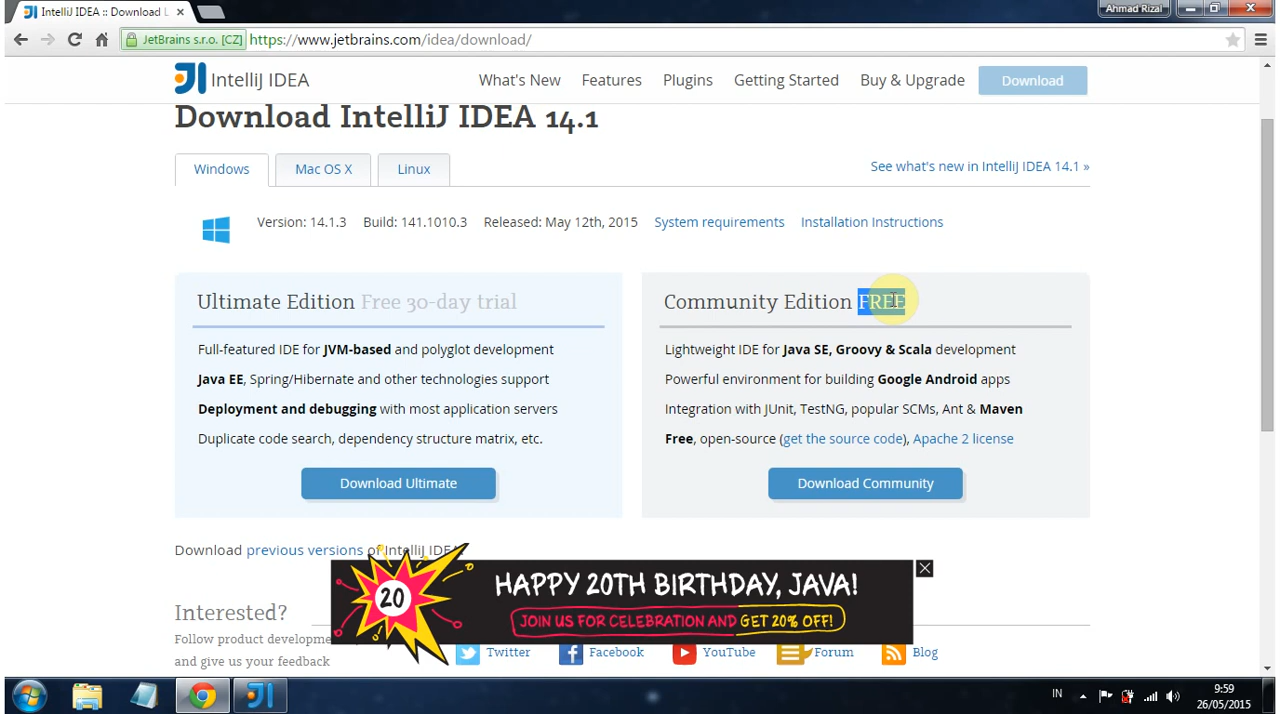 IntelliJ IDEA :: Download L
Ahmad Rizal
JetBrains s.r.o. [CZ]
https://www.jetbrains.com/idea/download/
IntelliJ IDEA
What's New
Features
Plugins
Getting Started
Buy & Upgrade
Download
Download IntelliJ IDEA 14.1
Windows
Mac OS X
Linux
See what's new in IntelliJ IDEA 14.1 »
Version: 14.1.3
Build: 141.1010.3
Released: May 12th, 2015
System requirements
Installation Instructions
Ultimate Edition Free 30-day trial
Full-featured IDE for JVM-based and polyglot development
Java EE, Spring/Hibernate and other technologies support
Deployment and debugging with most application servers
Duplicate code search, dependency structure matrix, etc.
Download Ultimate
Community Edition FREE
Lightweight IDE for Java SE, Groovy & Scala development
Powerful environment for building Google Android apps
Integration with JUnit, TestNG, popular SCMs, Ant & Maven
Free, open-source (get the source code), Apache 2 license
Download Community
Download previous versions of IntelliJ IDEA
20
HAPPY 20TH BIRTHDAY, JAVA!
JOIN US FOR CELEBRATION AND GET 20% OFF!
Interested?
Follow product developme
and give us your feedback
Twitter
Facebook
YouTube
Forum
Blog
IN
9:59
26/05/2015